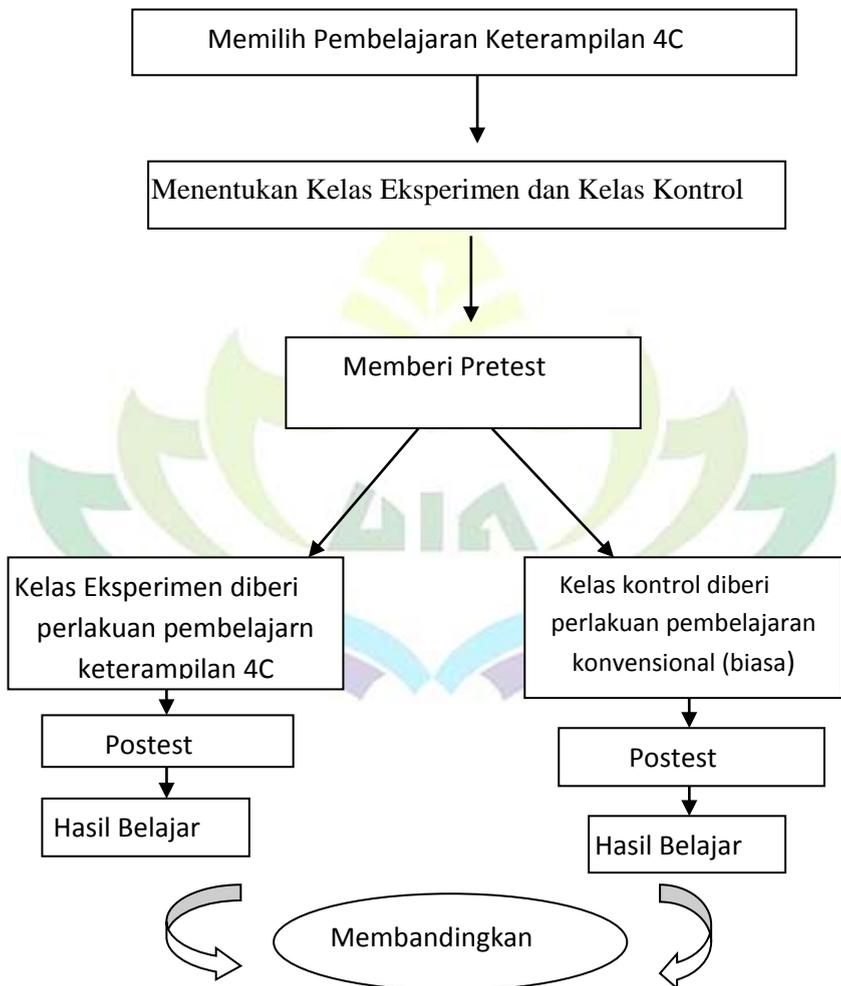 Memilih Pembelajaran Keterampilan 4C
Menentukan Kelas Eksperimen dan Kelas Kontrol
Memberi Pretest
UIN
Kelas Eksperimen diberi
perlakuan pembelajarn
keterampilan 4C
Kelas kontrol diberi
perlakuan pembelajaran
konvensional (biasa)
Postest
Postest
Hasil Belajar
Hasil Belajar
Membandingkan